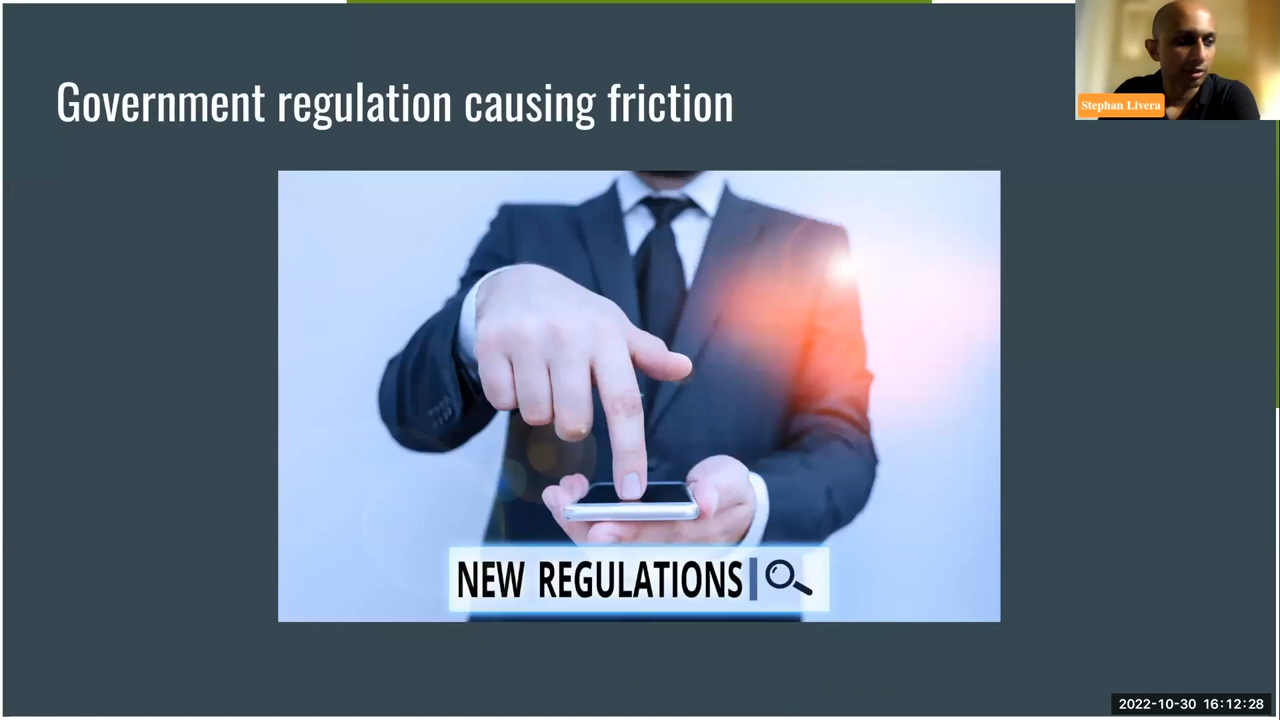 Government regulation causing friction
Stephan Livera
NEW REGULATIONS
2022-10-30 16:12:28